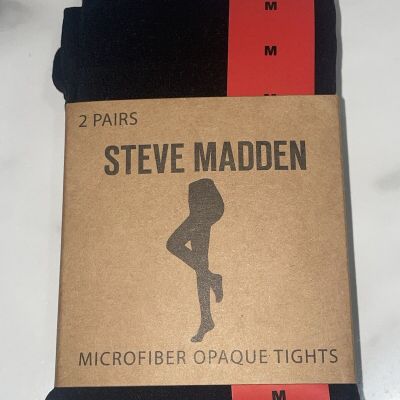 M
M
M
2 PAIRS
STEVE MADDEN
MICROFIBER OPAQUE TIGHTS
M